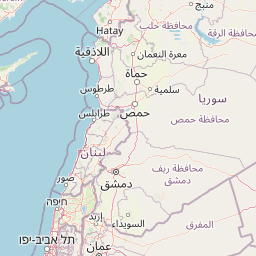 منبج
Hatay
محافظة حلب
محافظة الرقة
اللاذقية
معرة النعمان
حماة
طرطوس
سلمية
سوريا
طرابلس
حمص
محافظة حمص
لبنان
محافظة ريف
دمشق
دمشق
صور
חיפה
إربد
السويداء
المفرق
תל אביב-יפו
عمان